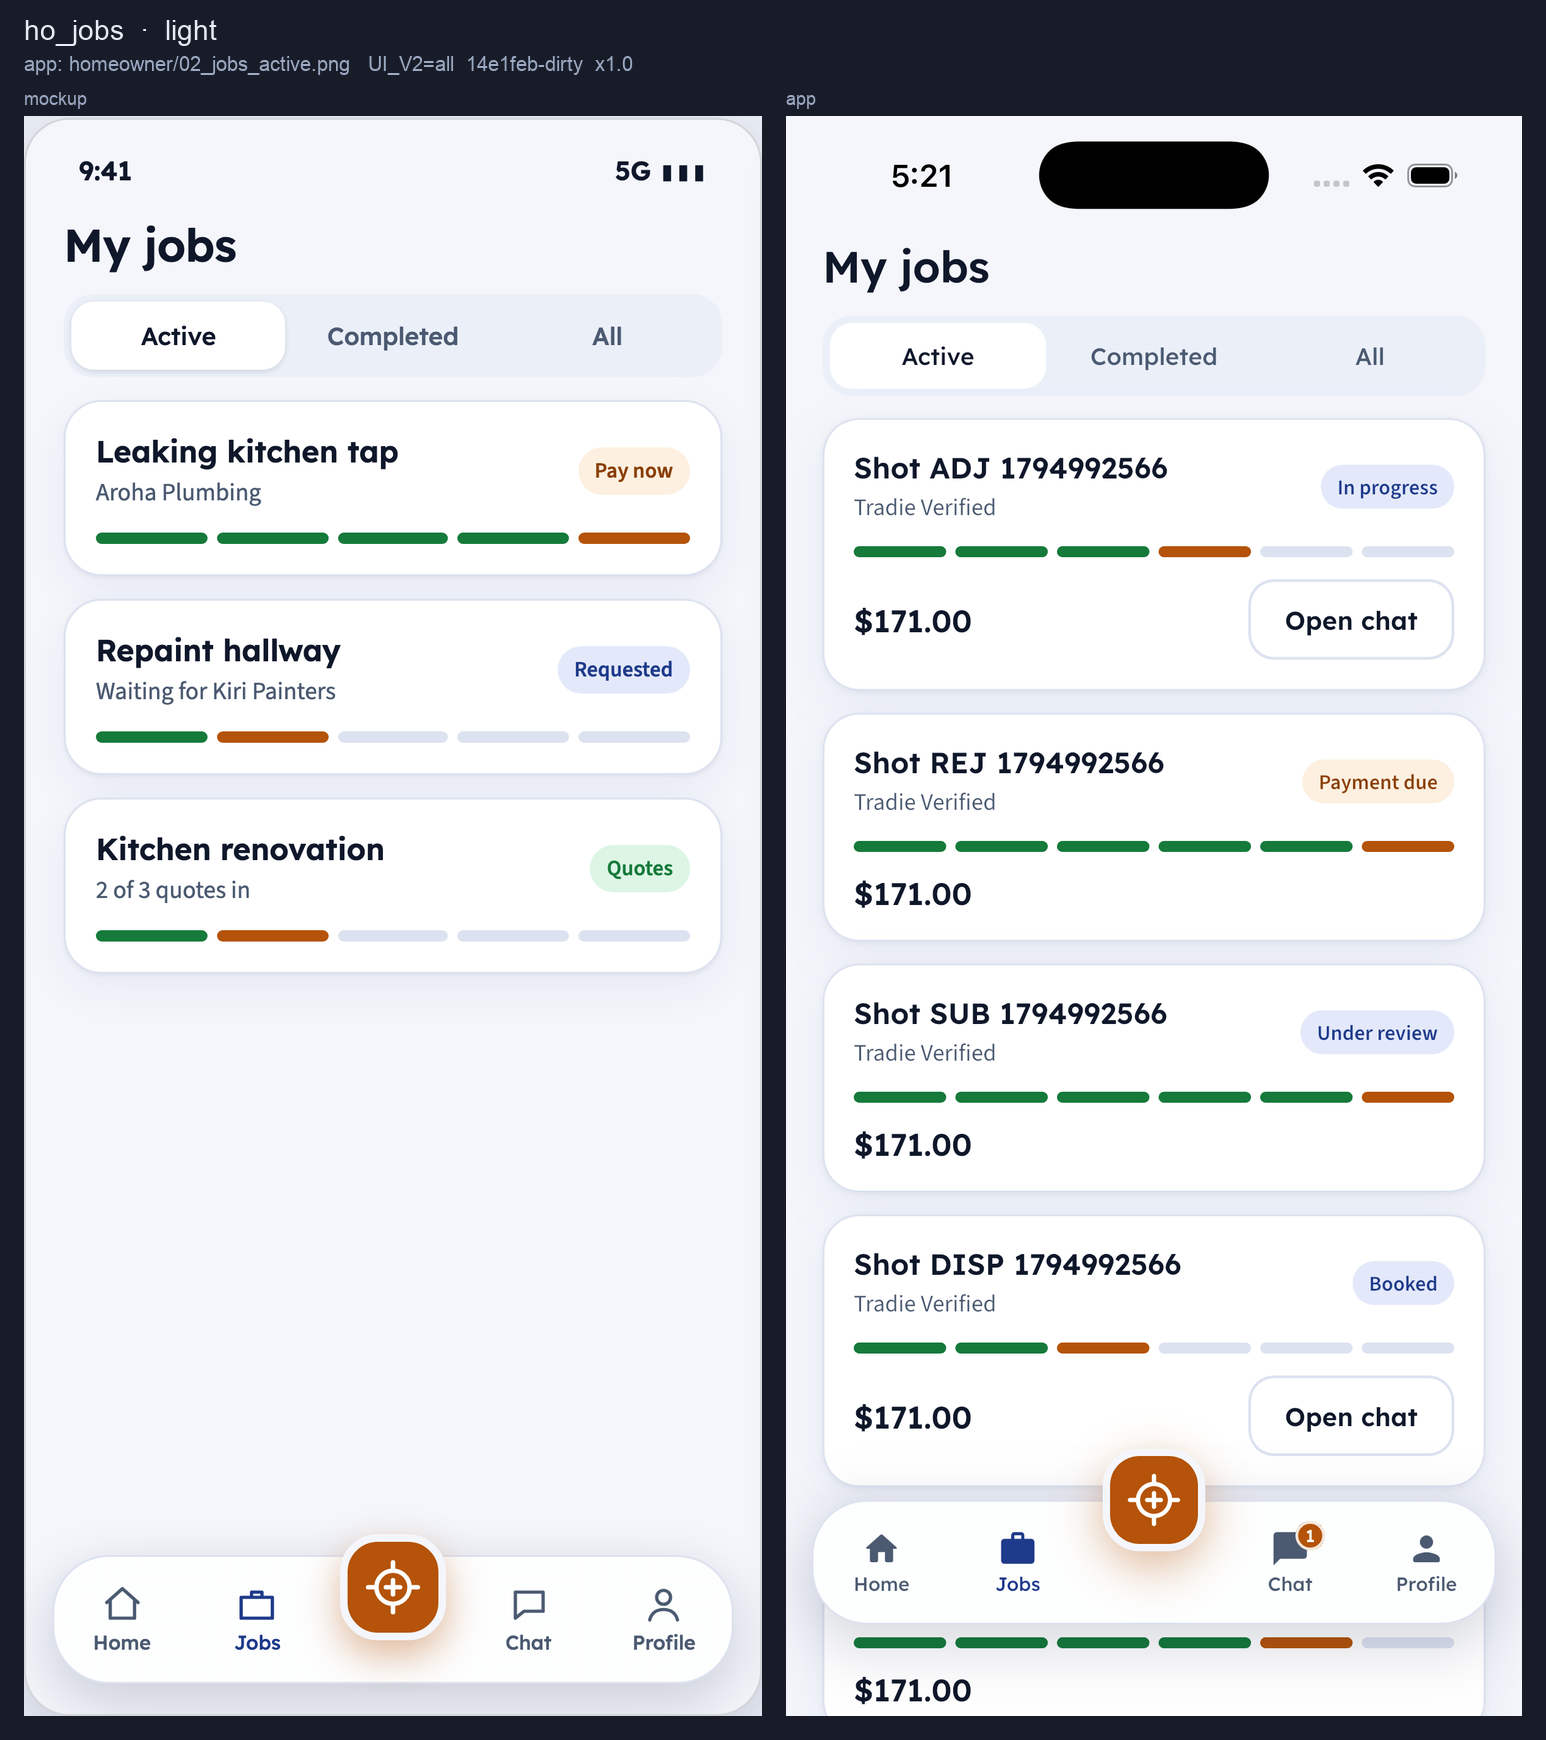 ho_jobs · light
app: homeowner/02_jobs_active.png UI_V2=all 14e1feb-dirty x1.0
mockup
9:41 5G
My jobs
Active Completed All
Leaking kitchen tap
Aroha Plumbing
Pay now
Repaint hallway
Waiting for Kiri Painters
Requested
Kitchen renovation
2 of 3 quotes in
Quotes
Home Jobs Chat Profile
app
5:21
My jobs
Active Completed All
Shot ADJ 1794992566
Tradie Verified
In progress
$171.00 Open chat
Shot REJ 1794992566
Tradie Verified
Payment due
$171.00
Shot SUB 1794992566
Tradie Verified
Under review
$171.00
Shot DISP 1794992566
Tradie Verified
Booked
$171.00 Open chat
1
Home Jobs Chat Profile
$171.00